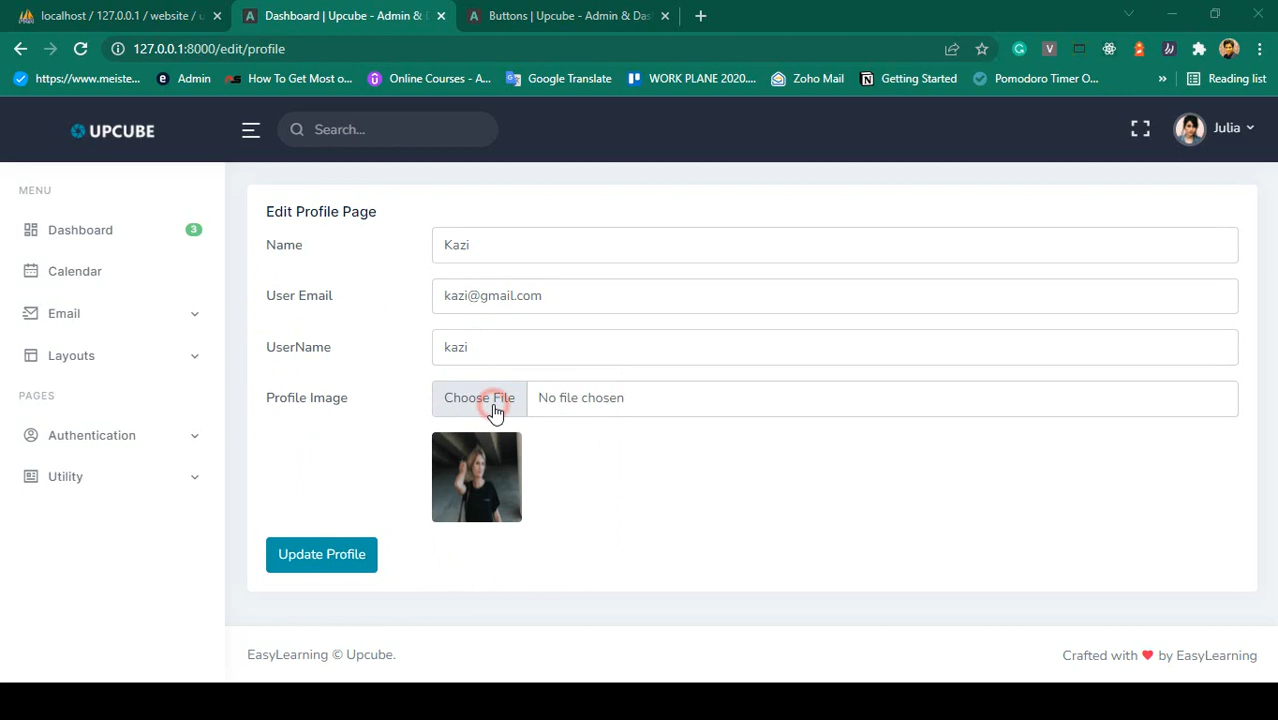 localhost / 127.0.0.1 / website / u
Dashboard | Upcube - Admin &
Buttons | Upcube - Admin & Das
127.0.0.1:8000/edit/profile
https://www.meiste...
Admin
How To Get Most o...
Online Courses - A...
Google Translate
WORK PLANE 2020....
Zoho Mail
Getting Started
Pomodoro Timer O...
»
Reading list
UPCUBE
Search...
Julia
MENU
Dashboard
3
Calendar
Email
Layouts
PAGES
Authentication
Utility
Edit Profile Page
Name
Kazi
User Email
kazi@gmail.com
UserName
kazi
Profile Image
Choose File
No file chosen
Update Profile
EasyLearning © Upcube.
Crafted with ❤ by EasyLearning